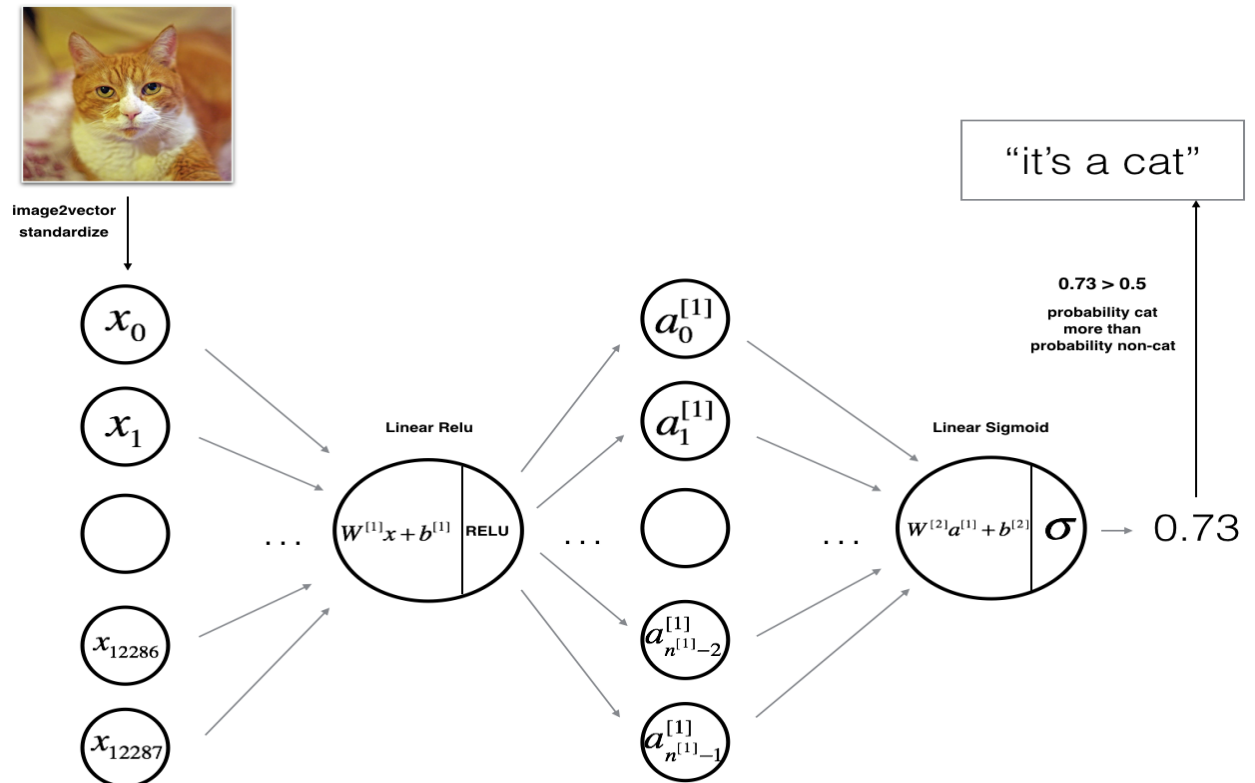 image2vector
standardize
x₀
x₁
x₁₂₂₈₆
x₁₂₂₈₇
. . .
Linear Relu
W^[1]x + b^[1]
RELU
. . .
a₀^[1]
a₁^[1]
a_{n^[1]−2}^[1]
a_{n^[1]−1}^[1]
. . .
Linear Sigmoid
W^[2]a^[1] + b^[2]
σ
0.73
0.73 > 0.5
probability cat
more than
probability non-cat
“it's a cat”